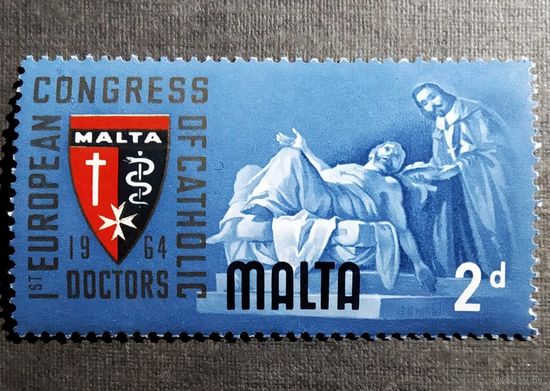 1ST EUROPEAN CONGRESS OF CATHOLIC DOCTORS
MALTA
19 64
MALTA
2d